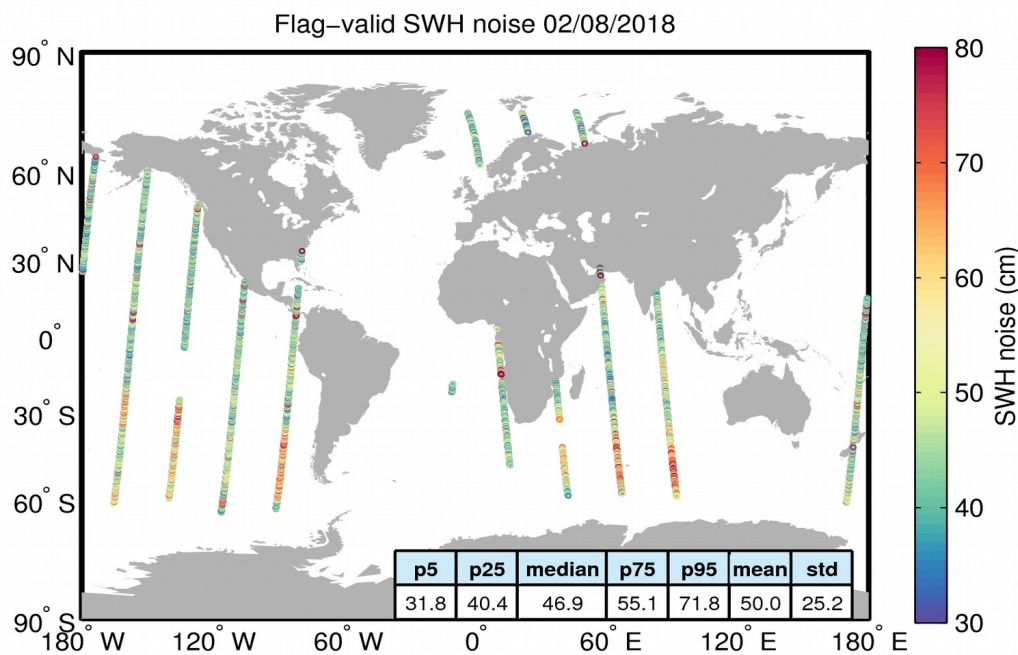 Flag−valid SWH noise 02/08/2018
90° N
60° N
30° N
0°
30° S
60° S
90° S
180° W
120° W
60° W
0°
60° E
120° E
180° E
p5 p25 median p75 p95 mean std
31.8 40.4 46.9 55.1 71.8 50.0 25.2
80
70
60
50
40
30
SWH noise (cm)